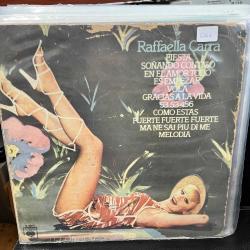 Raffaella Carrà
FIESTA
SOÑANDO CONTIGO
EN EL AMOR TODO
ES EMPEZAR
VOLA
GRACIAS A LA VIDA
53 53 456
COMO ESTAS
FUERTE FUERTE FUERTE
MA NE SAI PIU DI ME
MELODIA